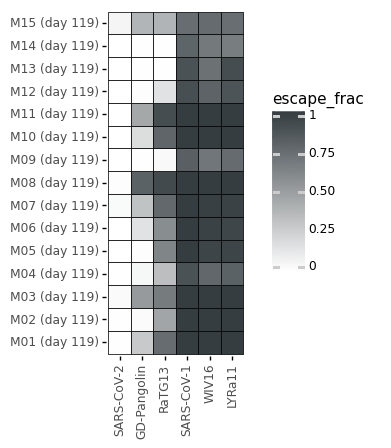 M15 (day 119)
M14 (day 119)
M13 (day 119)
M12 (day 119)
M11 (day 119)
M10 (day 119)
M09 (day 119)
M08 (day 119)
M07 (day 119)
M06 (day 119)
M05 (day 119)
M04 (day 119)
M03 (day 119)
M02 (day 119)
M01 (day 119)
SARS-CoV-2
GD-Pangolin
RaTG13
SARS-CoV-1
WIV16
LYRa11
escape_frac
1
0.75
0.50
0.25
0